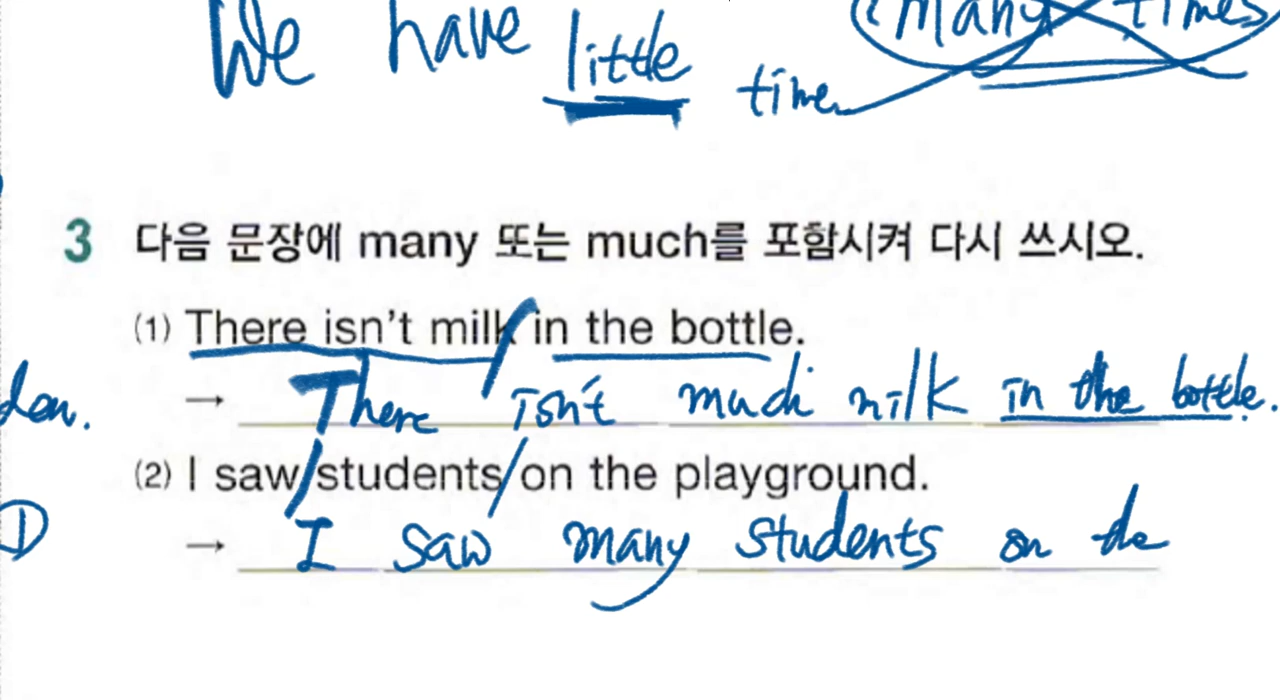 We have little time (many times)
3 다음 문장에 many 또는 much를 포함시켜 다시 쓰시오.
(1) There isn't milk in the bottle.
→ There isn't much milk in the bottle.
(2) I saw students on the playground.
→ I saw many students on the